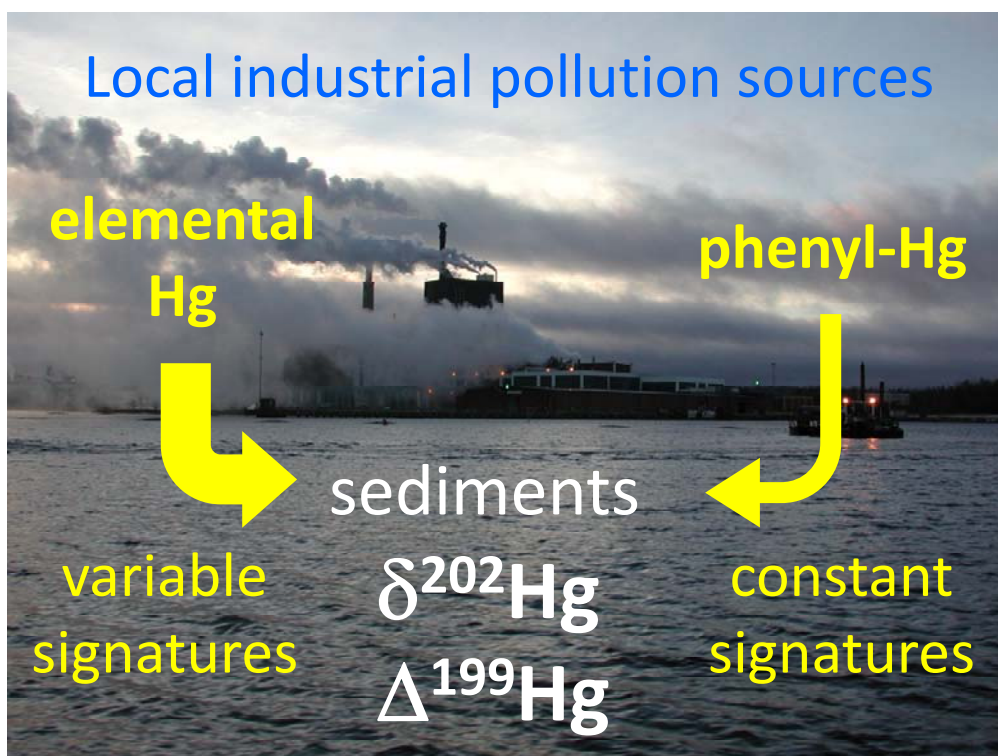 Local industrial pollution sources
elemental
Hg
phenyl-Hg
sediments
variable
signatures
δ²⁰²Hg
Δ¹⁹⁹Hg
constant
signatures